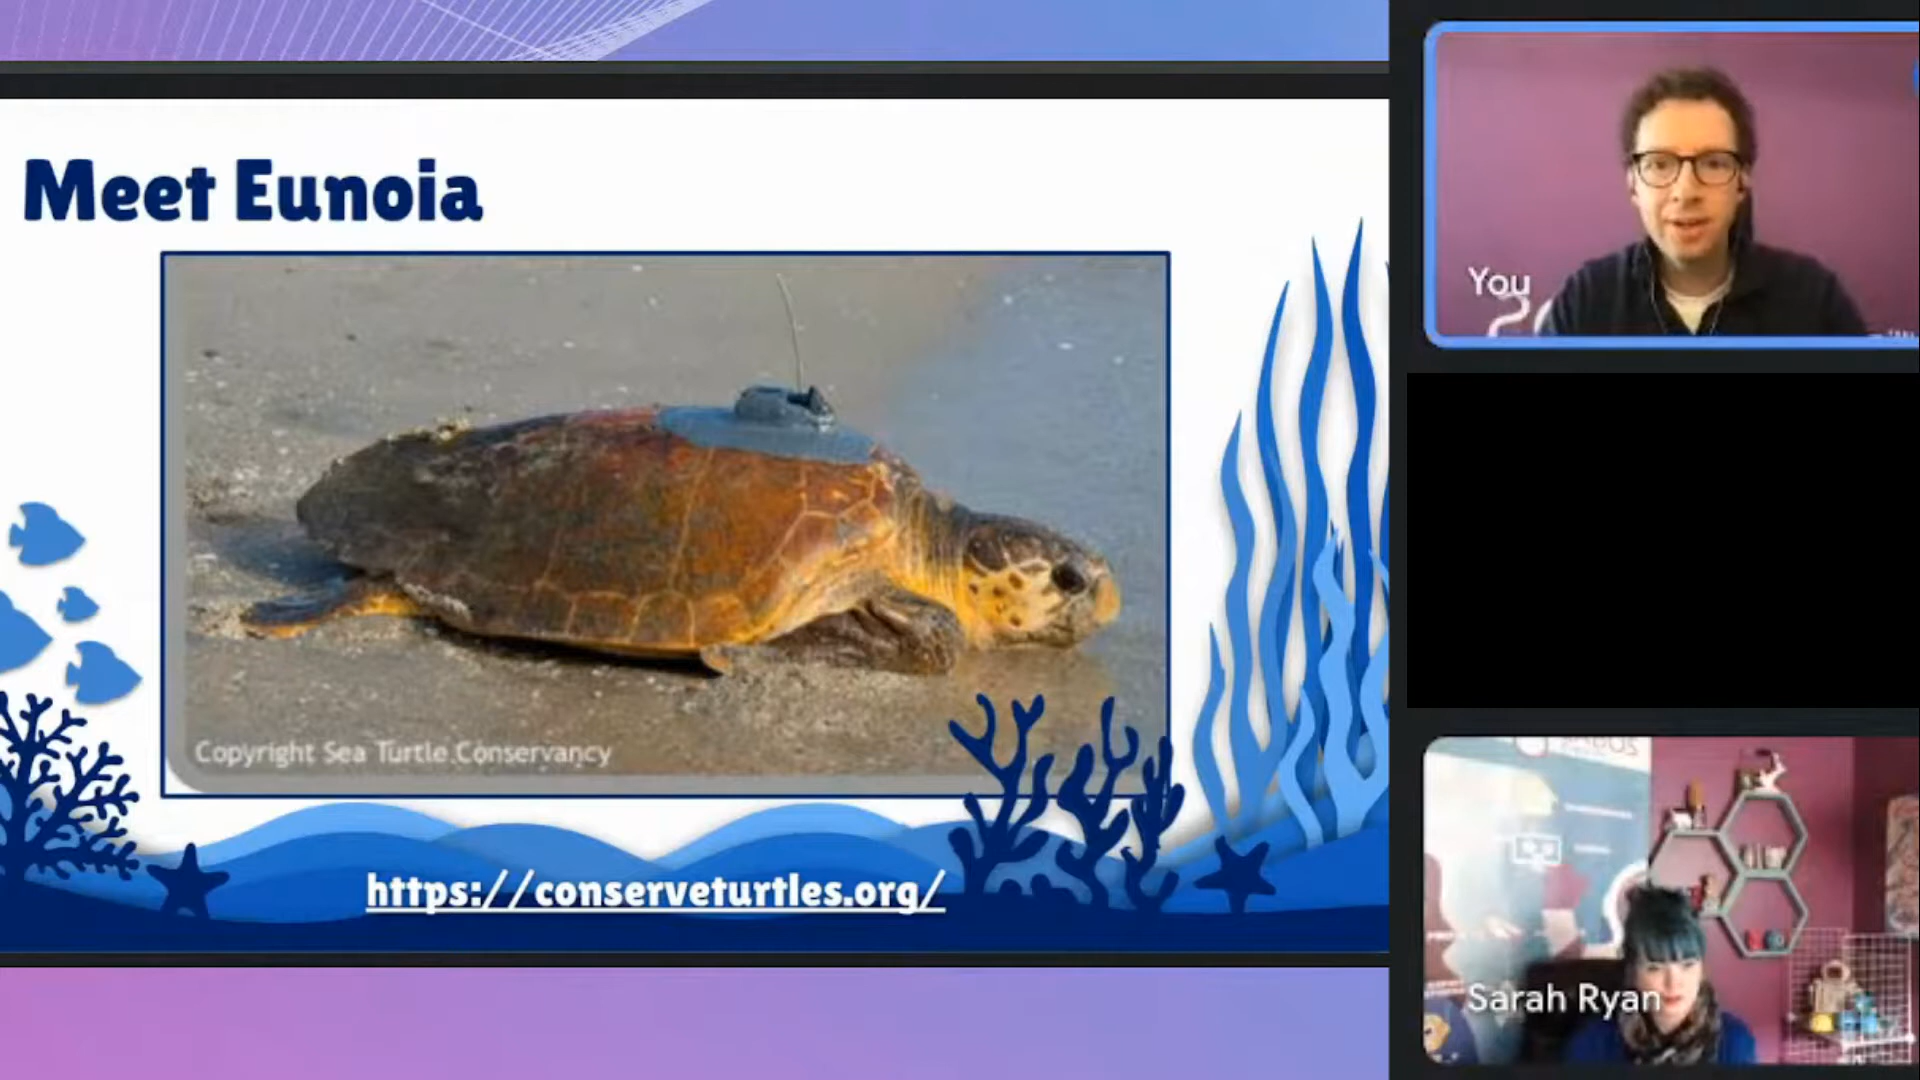 Meet Eunoia
Copyright Sea Turtle Conservancy
https://conserveturtles.org/
You
Sarah Ryan